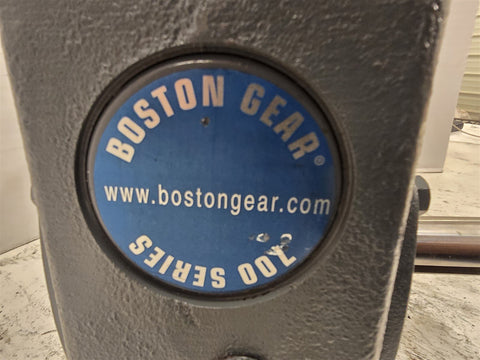 BOSTON GEAR®
www.bostongear.com
700 SERIES